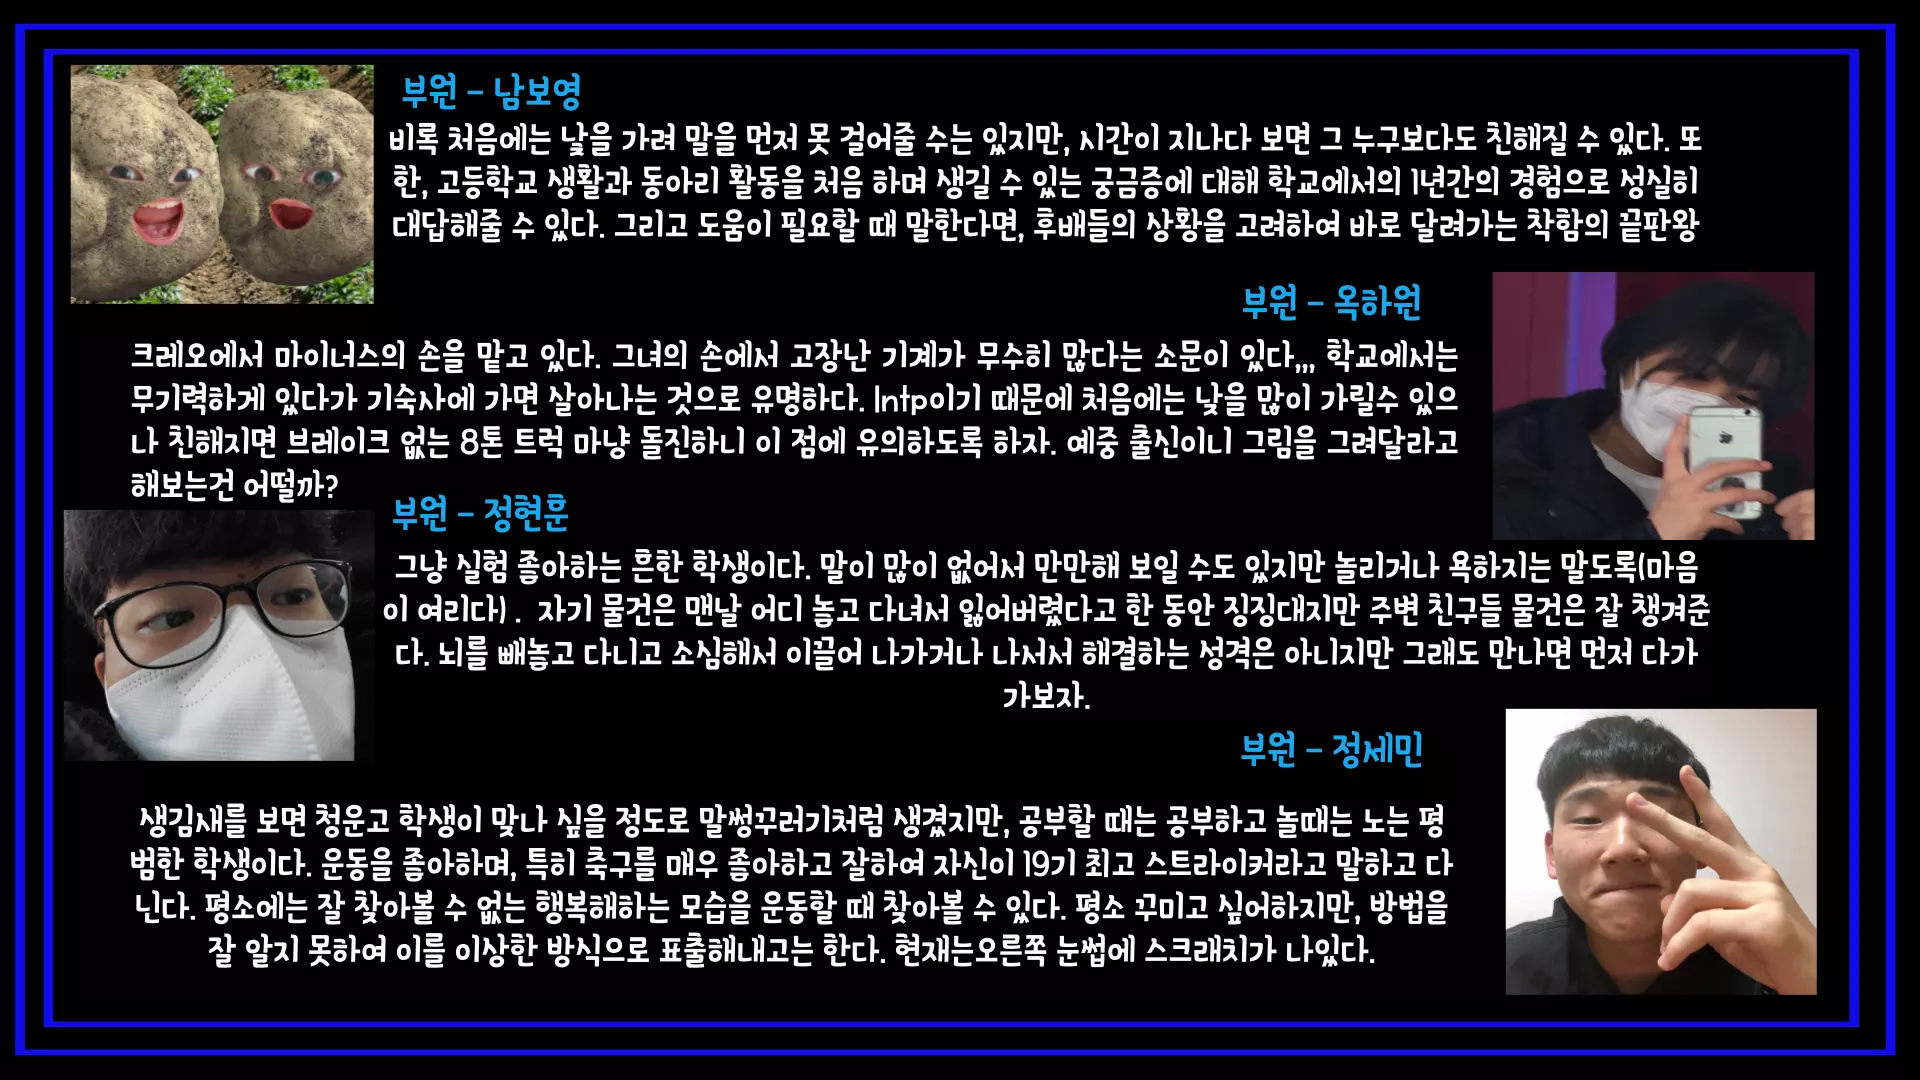 부원 - 남보영
비록 처음에는 낯을 가려 말을 먼저 못 걸어줄 수는 있지만, 시간이 지나다 보면 그 누구보다도 친해질 수 있다. 또
한, 고등학교 생활과 동아리 활동을 처음 하며 생길 수 있는 궁금증에 대해 학교에서의 1년간의 경험으로 성실히
대답해줄 수 있다. 그리고 도움이 필요할 때 말한다면, 후배들의 상황을 고려하여 바로 달려가는 착함의 끝판왕
부원 - 옥하원
크레오에서 마이너스의 손을 맡고 있다. 그녀의 손에서 고장난 기계가 무수히 많다는 소문이 있다,,, 학교에서는
무기력하게 있다가 기숙사에 가면 살아나는 것으로 유명하다. Intp이기 때문에 처음에는 낯을 많이 가릴수 있으
나 친해지면 브레이크 없는 8톤 트럭 마냥 돌진하니 이 점에 유의하도록 하자. 예중 출신이니 그림을 그려달라고
해보는건 어떨까?
부원 - 정현훈
그냥 실험 좋아하는 흔한 학생이다. 말이 많이 없어서 만만해 보일 수도 있지만 놀리거나 욕하지는 말도록(마음
이 여리다) . 자기 물건은 맨날 어디 놓고 다녀서 잃어버렸다고 한 동안 징징대지만 주변 친구들 물건은 잘 챙겨준
다. 뇌를 빼놓고 다니고 소심해서 이끌어 나가거나 나서서 해결하는 성격은 아니지만 그래도 만나면 먼저 다가
가보자.
부원 - 정세민
생김새를 보면 청운고 학생이 맞나 싶을 정도로 말썽꾸러기처럼 생겼지만, 공부할 때는 공부하고 놀때는 노는 평
범한 학생이다. 운동을 좋아하며, 특히 축구를 매우 좋아하고 잘하여 자신이 19기 최고 스트라이커라고 말하고 다
닌다. 평소에는 잘 찾아볼 수 없는 행복해하는 모습을 운동할 때 찾아볼 수 있다. 평소 꾸미고 싶어하지만, 방법을
잘 알지 못하여 이를 이상한 방식으로 표출해내고는 한다. 현재는오른쪽 눈썹에 스크래치가 나있다.